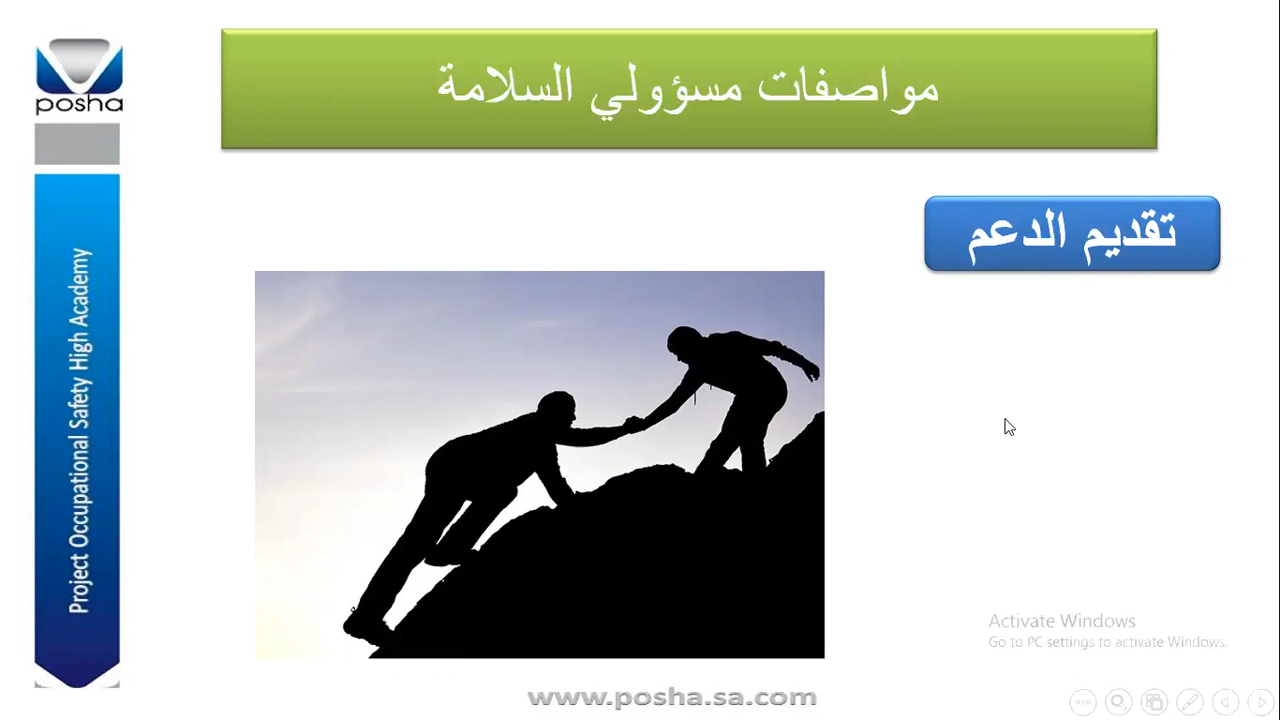 posha
مواصفات مسؤولي السلامة
تقديم الدعم
Project Occupational Safety High Academy
Activate Windows
Go to PC settings to activate Windows.
www.posha.sa.com